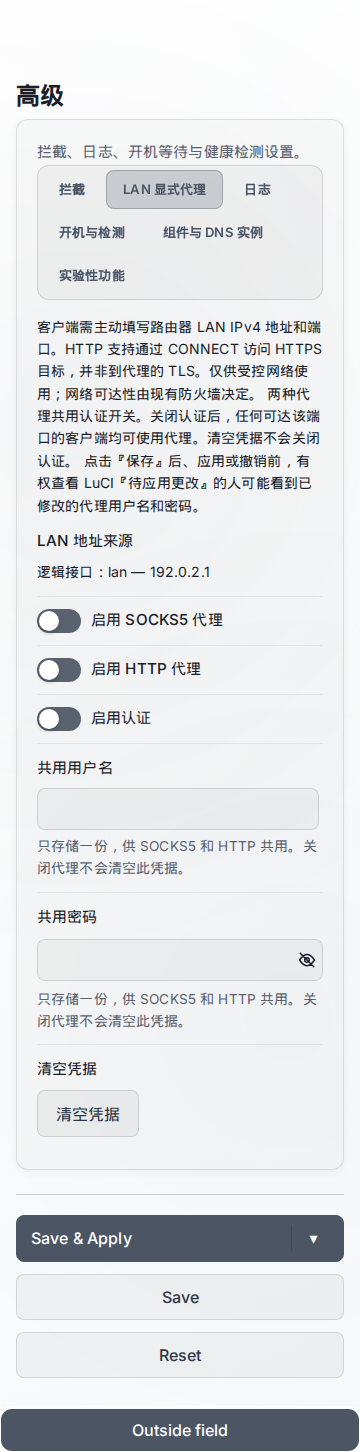 高级
拦截、日志、开机等待与健康检测设置。
拦截
LAN 显式代理
日志
开机与检测
组件与 DNS 实例
实验性功能
客户端需主动填写路由器 LAN IPv4 地址和端
口。HTTP 支持通过 CONNECT 访问 HTTPS
目标，并非到代理的 TLS。仅供受控网络使
用；网络可达性由现有防火墙决定。 两种代
理共用认证开关。关闭认证后，任何可达该端
口的客户端均可使用代理。清空凭据不会关闭
认证。 点击『保存』后、应用或撤销前，有
权查看 LuCI『待应用更改』的人可能看到已
修改的代理用户名和密码。
LAN 地址来源
逻辑接口：lan — 192.0.2.1
启用 SOCKS5 代理
启用 HTTP 代理
启用认证
共用用户名
只存储一份，供 SOCKS5 和 HTTP 共用。关
闭代理不会清空此凭据。
共用密码
只存储一份，供 SOCKS5 和 HTTP 共用。关
闭代理不会清空此凭据。
清空凭据
清空凭据
Save & Apply ▼
Save
Reset
Outside field